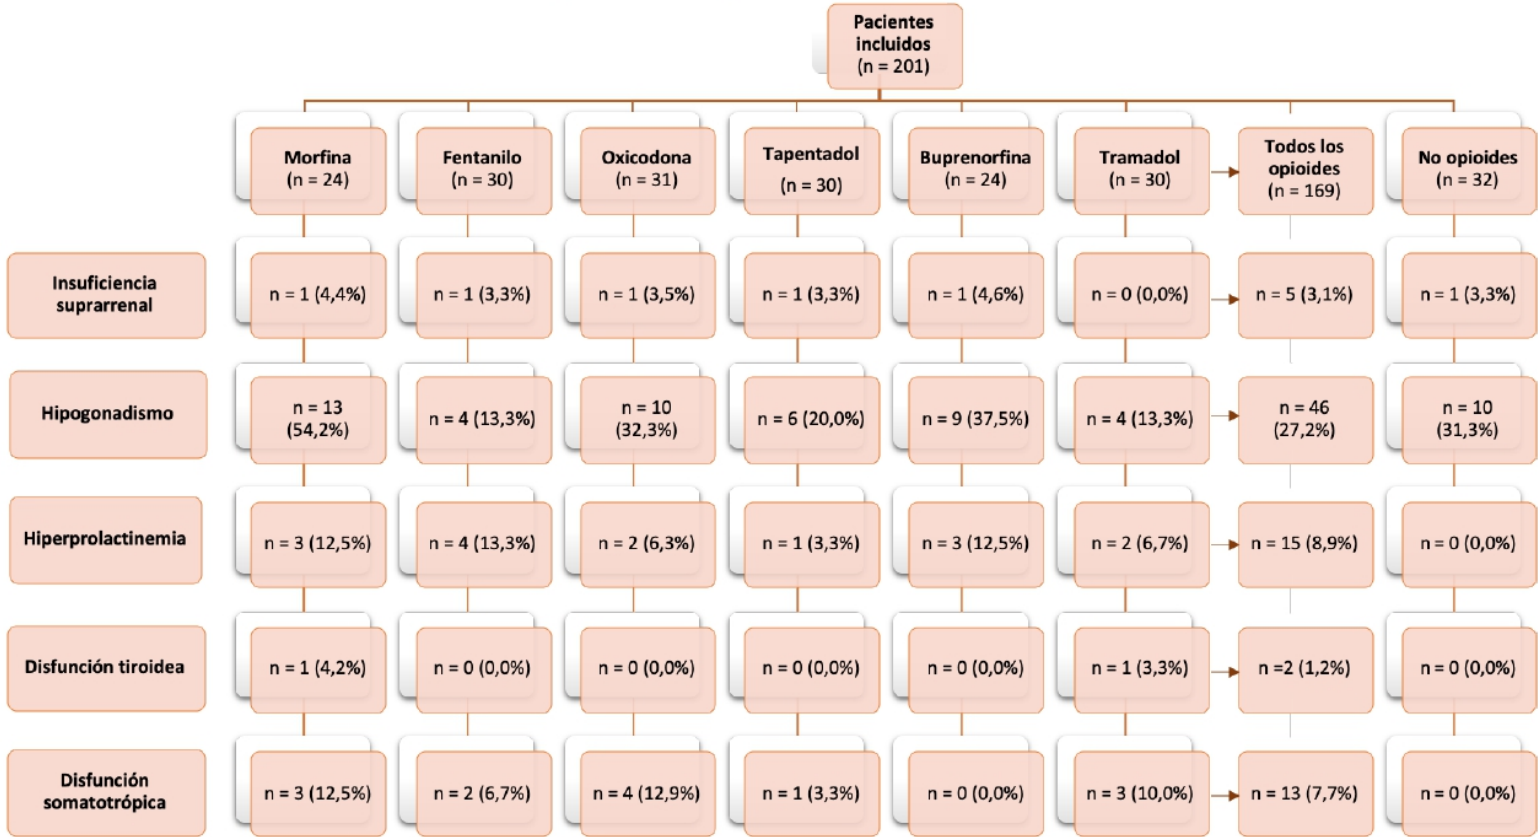 Pacientes
incluidos
(n = 201)
Morfina
(n = 24)
Fentanilo
(n = 30)
Oxicodona
(n = 31)
Tapentadol
(n = 30)
Buprenorfina
(n = 24)
Tramadol
(n = 30)
Todos los
opioides
(n = 169)
No opioides
(n = 32)
Insuficiencia
suprarrenal
n = 1 (4,4%)
n = 1 (3,3%)
n = 1 (3,5%)
n = 1 (3,3%)
n = 1 (4,6%)
n = 0 (0,0%)
n = 5 (3,1%)
n = 1 (3,3%)
Hipogonadismo
n = 13
(54,2%)
n = 4 (13,3%)
n = 10
(32,3%)
n = 6 (20,0%)
n = 9 (37,5%)
n = 4 (13,3%)
n = 46
(27,2%)
n = 10
(31,3%)
Hiperprolactinemia
n = 3 (12,5%)
n = 4 (13,3%)
n = 2 (6,3%)
n = 1 (3,3%)
n = 3 (12,5%)
n = 2 (6,7%)
n = 15 (8,9%)
n = 0 (0,0%)
Disfunción tiroidea
n = 1 (4,2%)
n = 0 (0,0%)
n = 0 (0,0%)
n = 0 (0,0%)
n = 0 (0,0%)
n = 1 (3,3%)
n =2 (1,2%)
n = 0 (0,0%)
Disfunción
somatotrópica
n = 3 (12,5%)
n = 2 (6,7%)
n = 4 (12,9%)
n = 1 (3,3%)
n = 0 (0,0%)
n = 3 (10,0%)
n = 13 (7,7%)
n = 0 (0,0%)